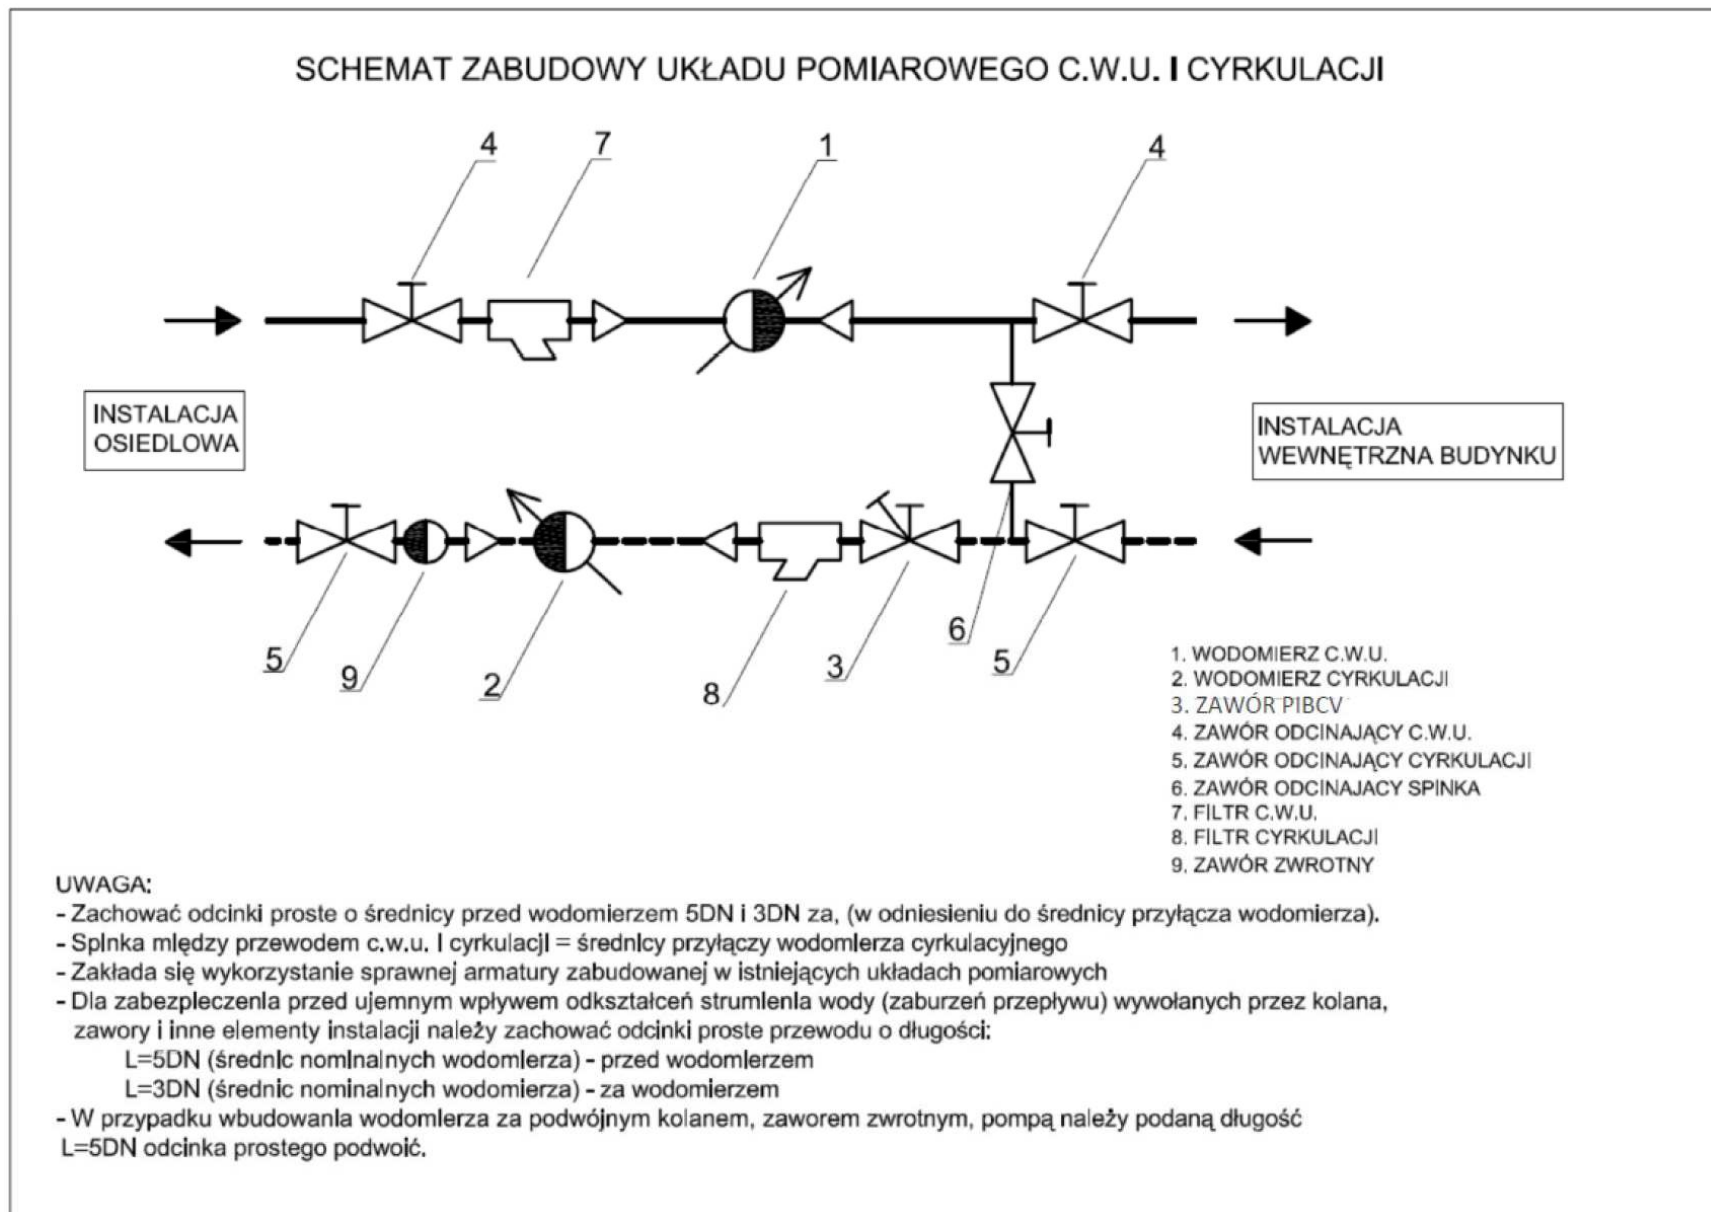 SCHEMAT ZABUDOWY UKŁADU POMIAROWEGO C.W.U. I CYRKULACJI
4
7
1
4
INSTALACJA
OSIEDLOWA
INSTALACJA
WEWNĘTRZNA BUDYNKU
5
9
2
8
3
6
5
1. WODOMIERZ C.W.U.
2. WODOMIERZ CYRKULACJI
3. ZAWÓR PIBCV
4. ZAWÓR ODCINAJĄCY C.W.U.
5. ZAWÓR ODCINAJĄCY CYRKULACJI
6. ZAWÓR ODCINAJACY SPINKA
7. FILTR C.W.U.
8. FILTR CYRKULACJI
9. ZAWÓR ZWROTNY
UWAGA:
- Zachować odcinki proste o średnicy przed wodomierzem 5DN i 3DN za, (w odniesieniu do średnicy przyłącza wodomierza).
- Spinka między przewodem c.w.u. i cyrkulacji = średnicy przyłączy wodomierza cyrkulacyjnego
- Zakłada się wykorzystanie sprawnej armatury zabudowanej w istniejących układach pomiarowych
- Dla zabezpieczenia przed ujemnym wpływem odkształceń strumienia wody (zaburzeń przepływu) wywołanych przez kolana,
zawory i inne elementy instalacji należy zachować odcinki proste przewodu o długości:
L=5DN (średnic nominalnych wodomierza) - przed wodomierzem
L=3DN (średnic nominalnych wodomierza) - za wodomierzem
- W przypadku wbudowania wodomierza za podwójnym kolanem, zaworem zwrotnym, pompą należy podaną długość
L=5DN odcinka prostego podwoić.